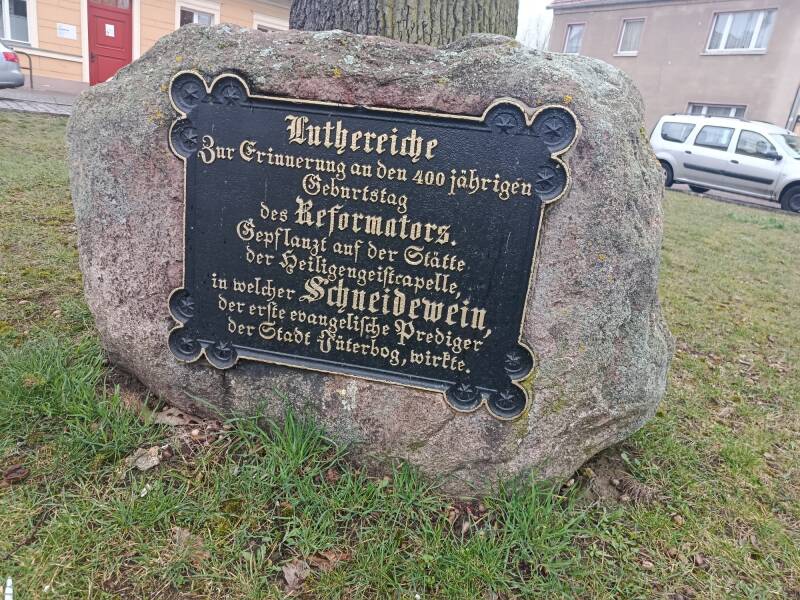 Luthereiche
Zur Erinnerung an den 400 jährigen
Geburtstag
des Reformators.
Gepflanzt auf der Stätte
der Heiligengeistcapelle,
in welcher Schneidewein,
der erste evangelische Prediger
der Stadt Jüterbog, wirkte.